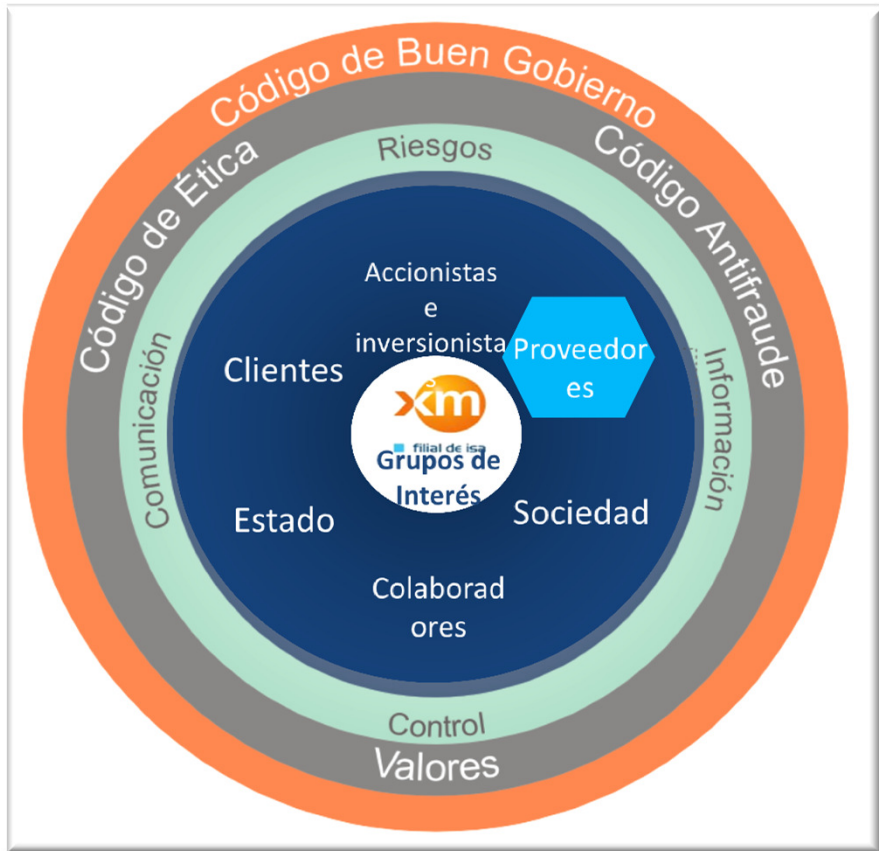 Código de Buen Gobierno
Código de Ética
Código Antifraude
Riesgos
Comunicación
Información
Accionistas
e
inversionista
Clientes
Proveedor
es
xm
filial de isa
Grupos de
Interés
Estado
Sociedad
Colaborad
ores
Control
Valores